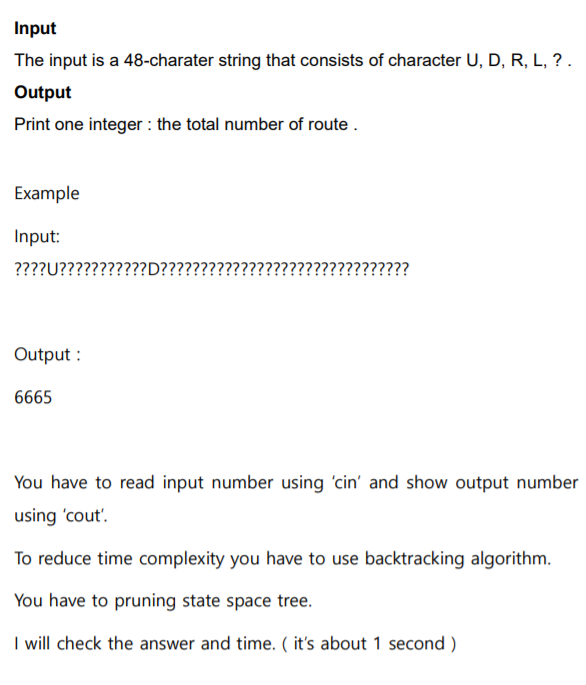 Input
The input is a 48-charater string that consists of character U, D, R, L, ? .
Output
Print one integer : the total number of route .
Example
Input:
????U???????????D???????????????????????????????
Output :
6665
You have to read input number using 'cin' and show output number
using 'cout'.
To reduce time complexity you have to use backtracking algorithm.
You have to pruning state space tree.
I will check the answer and time. ( it's about 1 second )